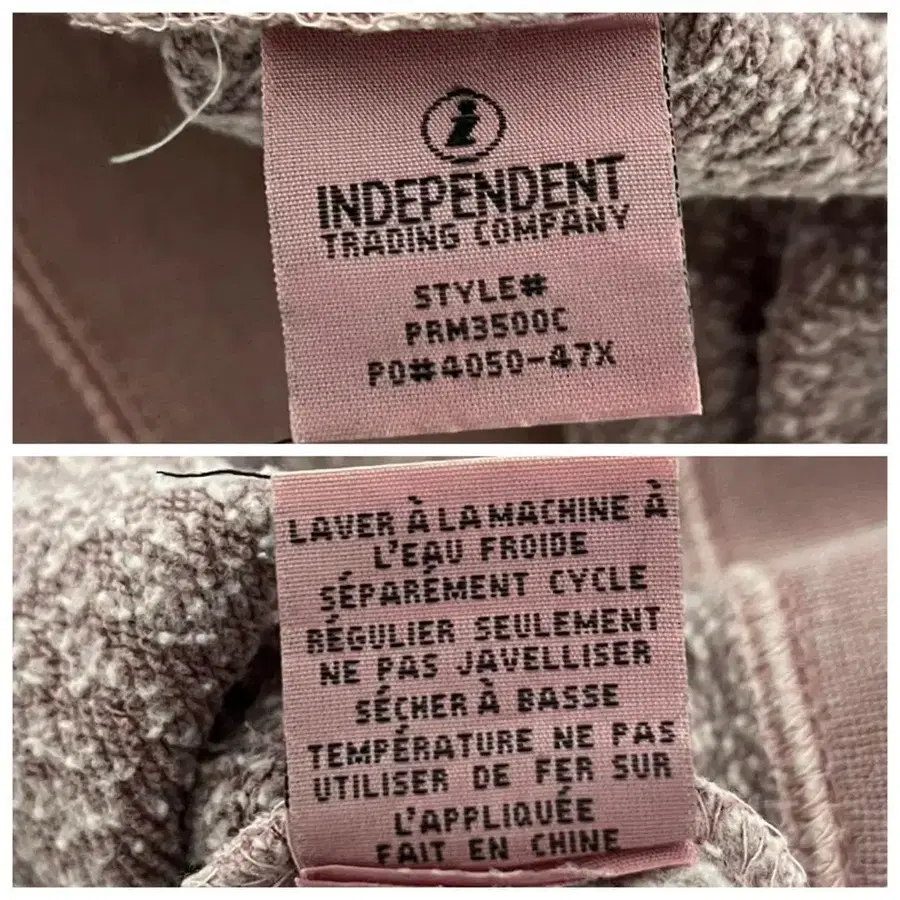 INDEPENDENT
TRADING COMPANY
STYLE#
PRM3500C
PO#4050-47X
LAVER À LA MACHINE À
L'EAU FROIDE
SÉPARÉMENT CYCLE
RÉGULIER SEULEMENT
NE PAS JAVELLISER
SÉCHER À BASSE
TEMPÉRATURE NE PAS
UTILISER DE FER SUR
L'APPLIQUÉE
FAIT EN CHINE